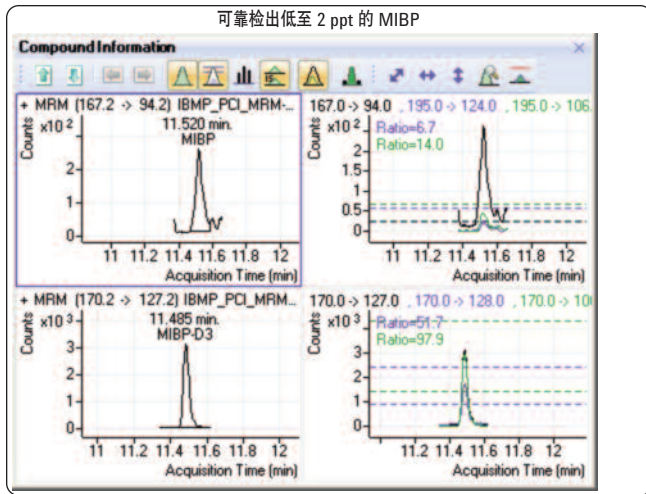 可靠检出低至 2 ppt 的 MIBP
Compound Information
+ MRM (167.2 -> 94.2) IBMP_PCI_MRM-...
x10 2
11.520 min.
MIBP
Counts
2-
1-
0-
11 11.2 11.4 11.6 11.8 12
Acquisition Time (min)
167.0 -> 94.0 , 195.0 -> 124.0 , 195.0 -> 106.
x10 2
Ratio=6.7
Ratio=14.0
Counts
2-
1.5-
1-
0.5-
0-
11 11.2 11.4 11.6 11.8 12
Acquisition Time (min)
+ MRM (170.2 -> 127.2) IBMP_PCI_MRM...
x10 3
11.485 min.
MIBP-D3
Counts
3-
2-
1-
0-
11 11.2 11.4 11.6 11.8 12
Acquisition Time (min)
170.0 -> 127.0 , 170.0 -> 128.0 , 170.0 -> 10
x10 3
Ratio=51.7
Ratio=97.9
Counts
3-
2-
1-
0-
11.2 11.4 11.6 11.8 12
Acquisition Time (min)